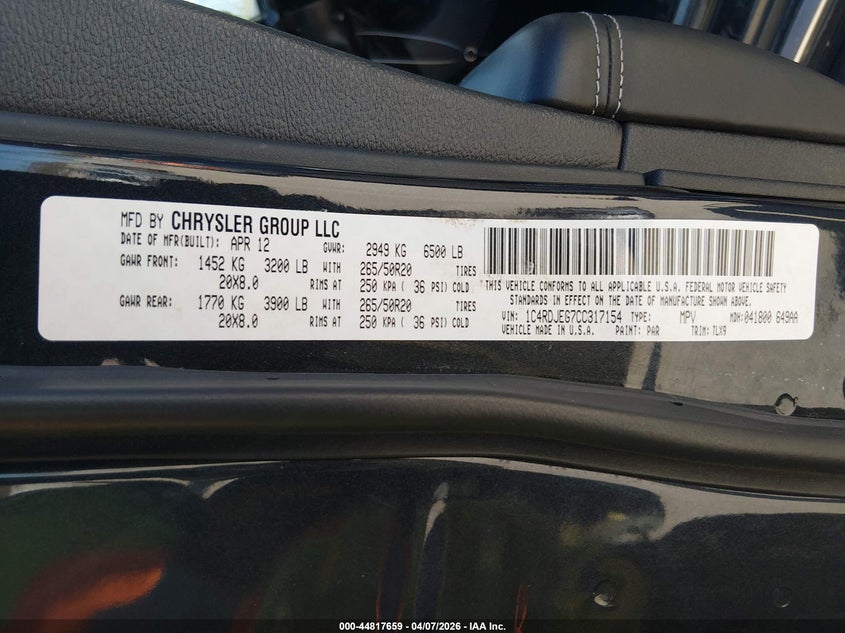 MFD BY CHRYSLER GROUP LLC
DATE OF MFR(BUILT): APR 12 GVWR: 2949 KG 6500 LB
GAWR FRONT: 1452 KG 3200 LB WITH 265/50R20 TIRES
20X8.0 RIMS AT 250 KPA ( 36 PSI) COLD
GAWR REAR: 1770 KG 3900 LB WITH 265/50R20 TIRES
20X8.0 RIMS AT 250 KPA ( 36 PSI) COLD
THIS VEHICLE CONFORMS TO ALL APPLICABLE U.S.A. FEDERAL MOTOR VEHICLE SAFETY
STANDARDS IN EFFECT ON THE DATE OF MANUFACTURE SHOWN ABOVE.
VIN: 1C4RDJEG7CC317154 TYPE: MPV MDH: 041800 649AA
VEHICLE MADE IN U.S.A. PAINT: PAR TRIM: TLX9
000-44817659 - 04/07/2026 - IAA Inc.